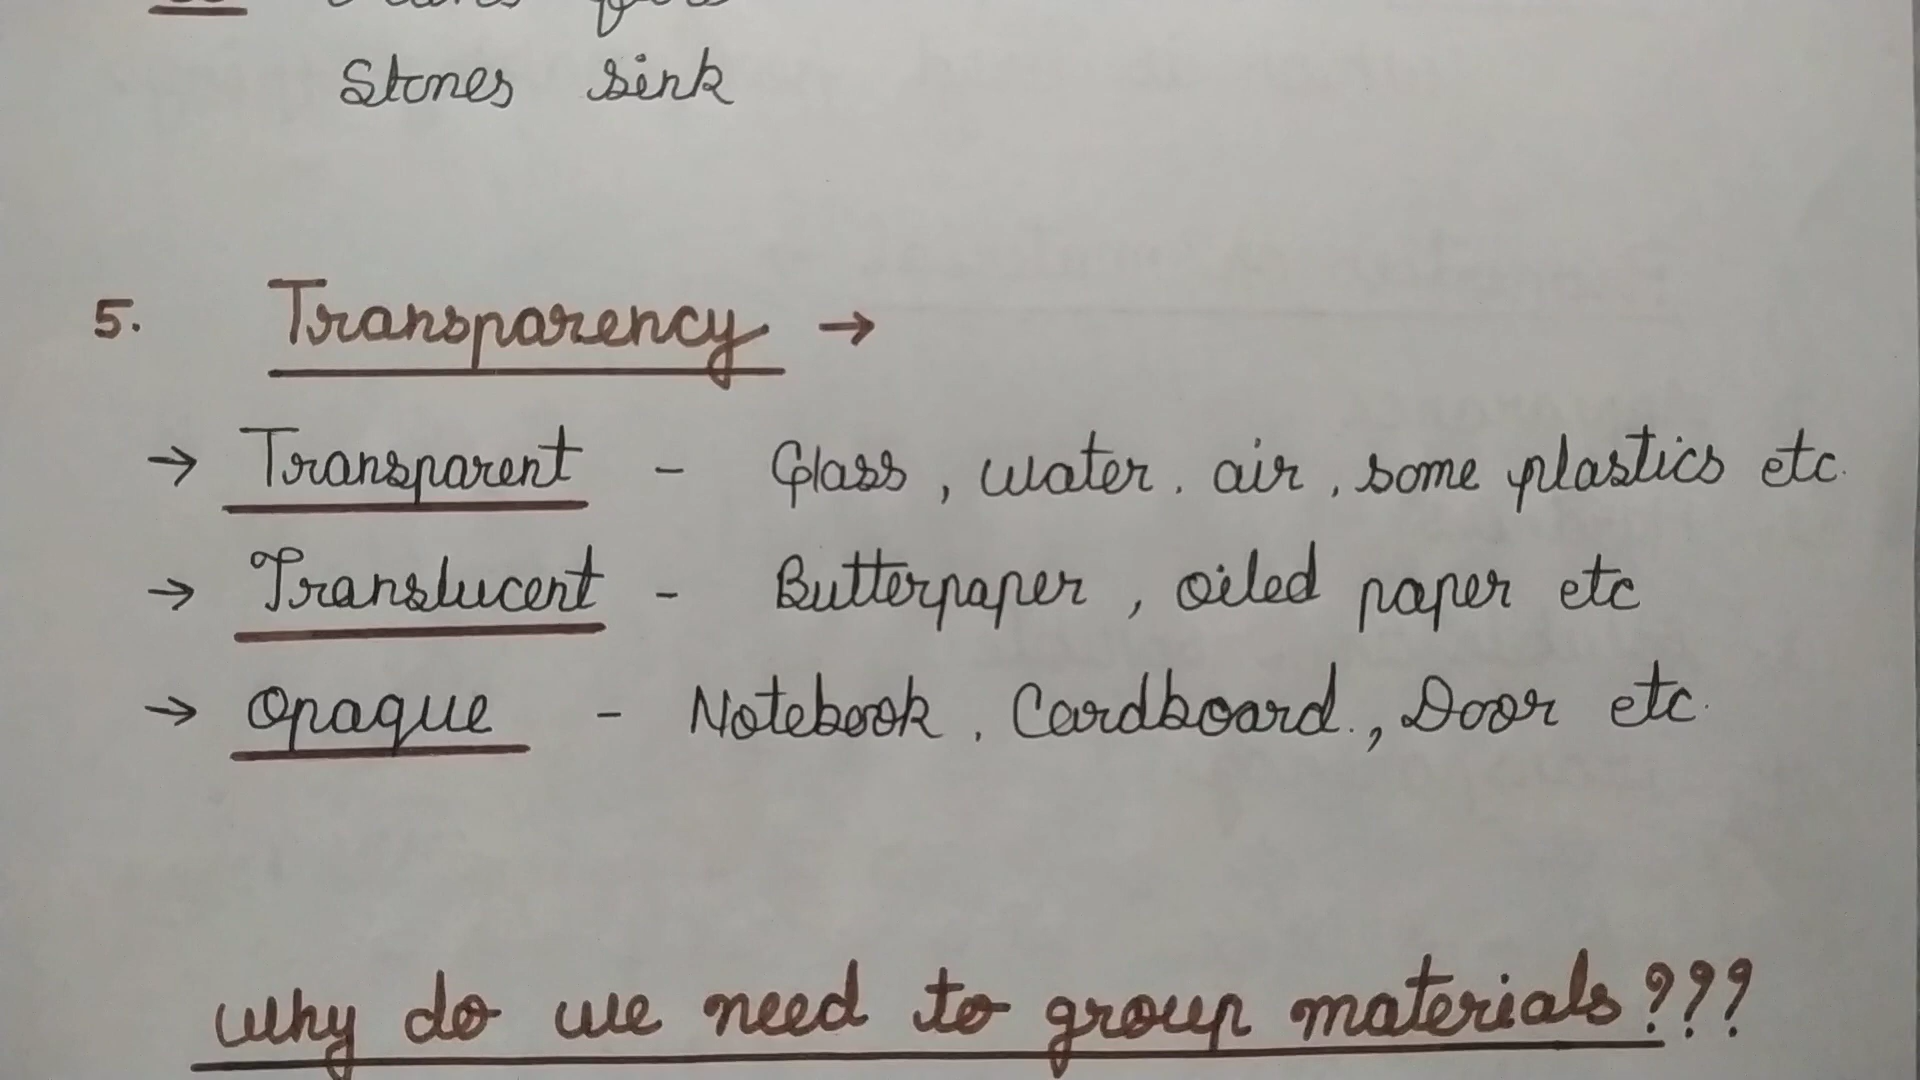 Stones sink
5. Transparency →
→ Transparent - Glass, water, air, some plastics etc.
→ Translucent - Butterpaper, oiled paper etc
→ Opaque - Notebook, Cardboard, Door etc.
Why do we need to group materials ???